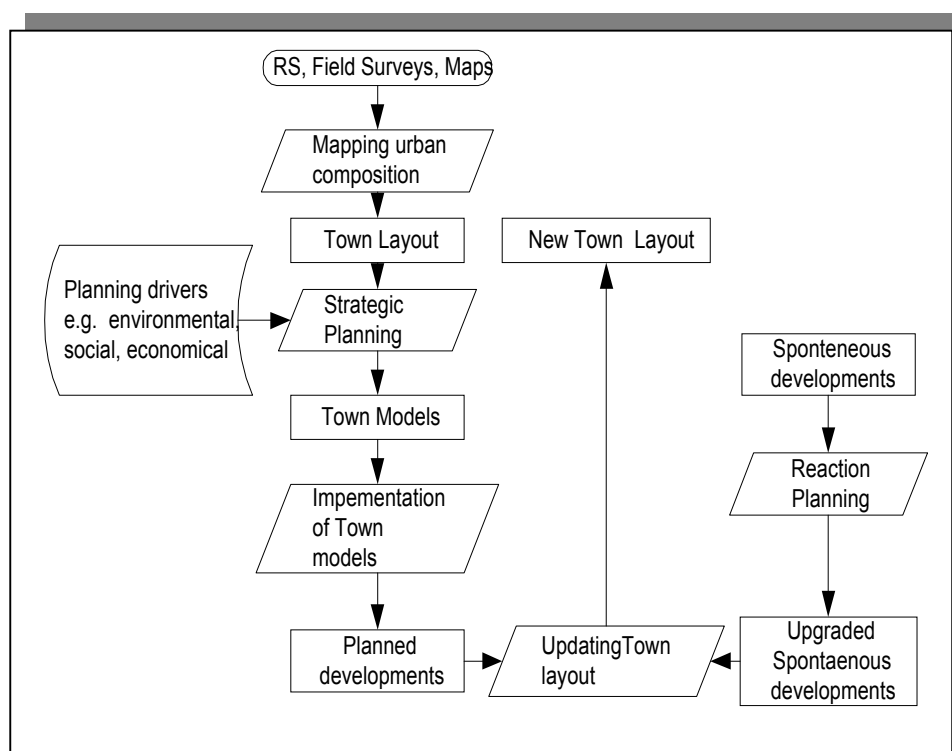 RS, Field Surveys, Maps
Mapping urban
composition
Town Layout
New Town Layout
Planning drivers
e.g. environmental,
social, economical
Strategic
Planning
Sponteneous
developments
Town Models
Reaction
Planning
Impementation
of Town
models
Planned
developments
UpdatingTown
layout
Upgraded
Spontaenous
developments